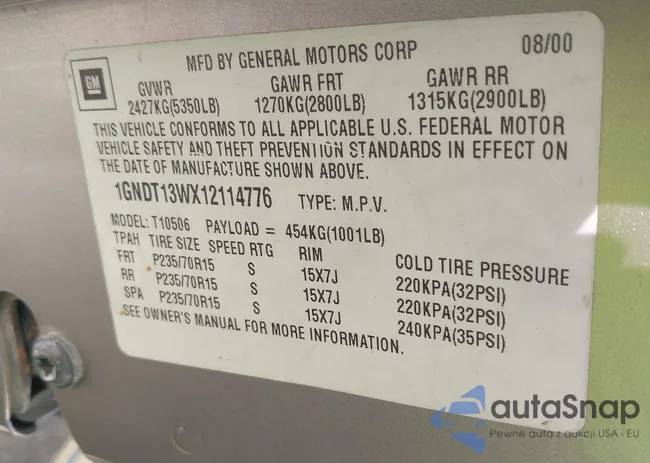 MFD BY GENERAL MOTORS CORP 08/00
GM
GVWR GAWR FRT GAWR RR
2427KG(5350LB) 1270KG(2800LB) 1315KG(2900LB)
THIS VEHICLE CONFORMS TO ALL APPLICABLE U.S. FEDERAL MOTOR
VEHICLE SAFETY AND THEFT PREVENTION STANDARDS IN EFFECT ON
THE DATE OF MANUFACTURE SHOWN ABOVE.
1GNDT13WX12114776 TYPE: M.P.V.
MODEL: T10506 PAYLOAD = 454KG(1001LB)
TPAH TIRE SIZE SPEED RTG RIM COLD TIRE PRESSURE
FRT P235/70R15 S 15X7J 220KPA(32PSI)
RR P235/70R15 S 15X7J 220KPA(32PSI)
SPA P235/70R15 S 15X7J 240KPA(35PSI)
SEE OWNER'S MANUAL FOR MORE INFORMATION.
autaSnap
Pewne auta z aukcji USA • EU